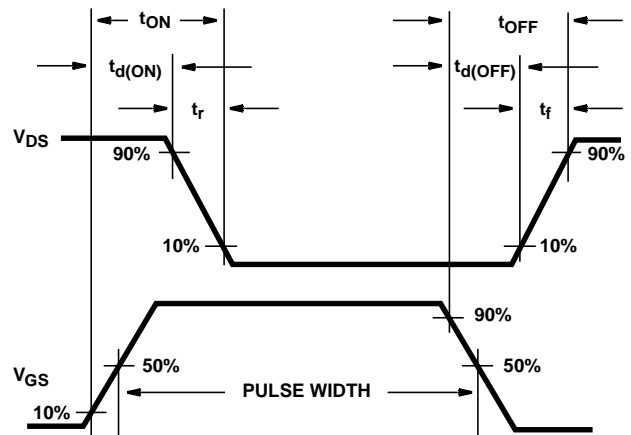 tON
tOFF
td(ON)
td(OFF)
tr
tf
VDS
90%
90%
10%
10%
90%
50%
50%
VGS
PULSE WIDTH
10%